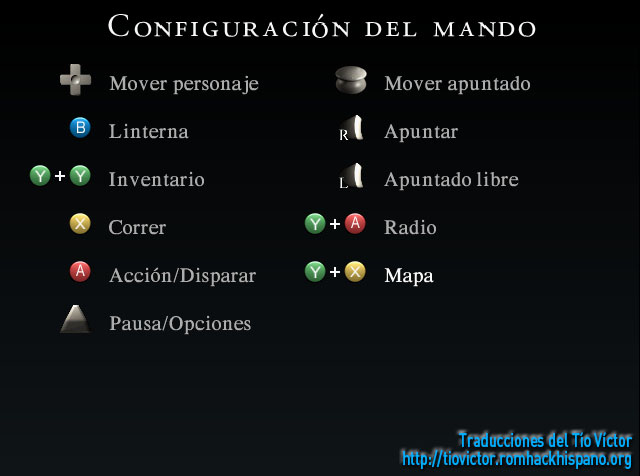 Configuración del mando
Mover personaje
Mover apuntado
B Linterna
R Apuntar
Y + Y Inventario
L Apuntado libre
X Correr
Y + A Radio
A Acción/Disparar
Y + X Mapa
Pausa/Opciones
Traducciones del Tio Victor
http://tiovictor.romhackhispano.org